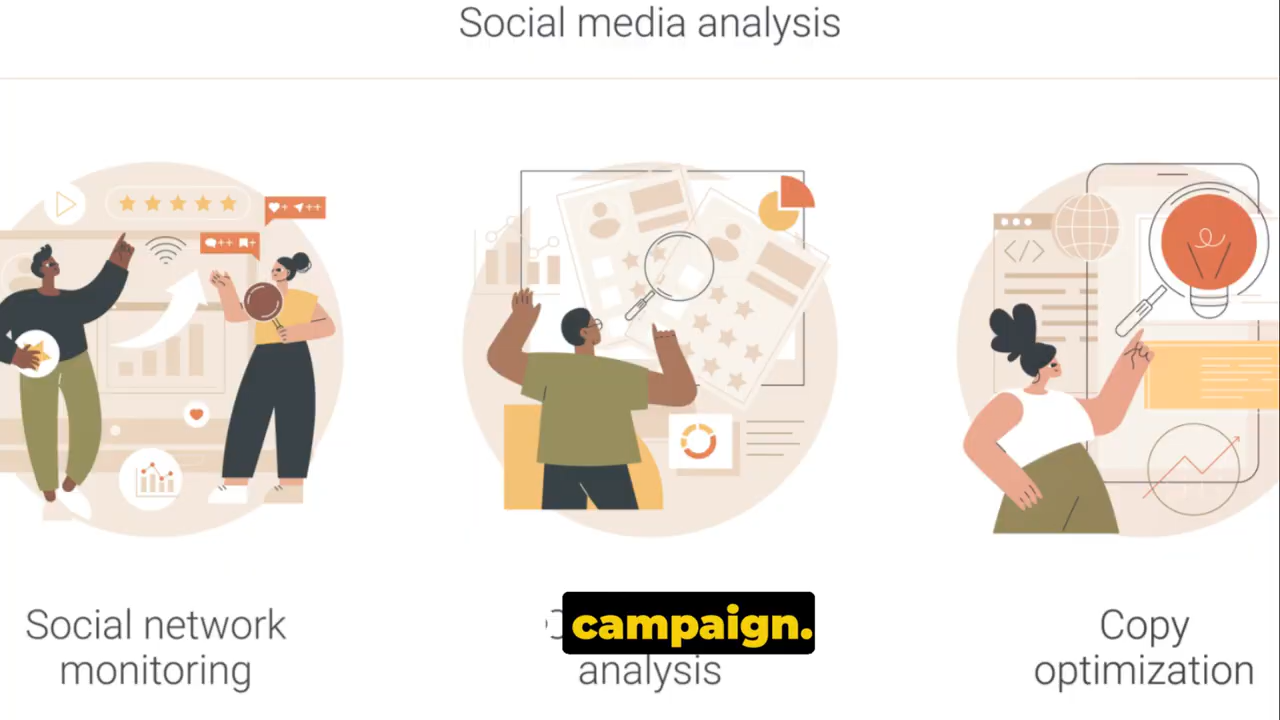 Social media analysis
Social network
monitoring
campaign.
analysis
Copy
optimization